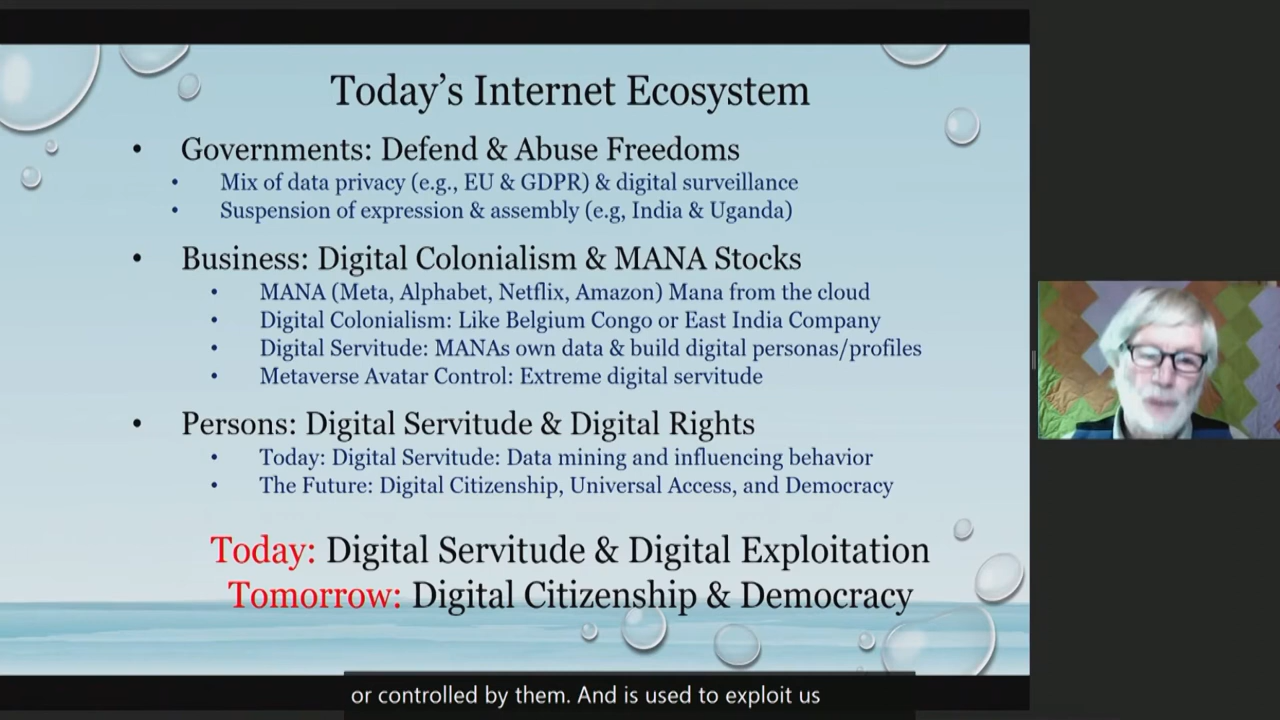 Today's Internet Ecosystem
• Governments: Defend & Abuse Freedoms
• Mix of data privacy (e.g., EU & GDPR) & digital surveillance
• Suspension of expression & assembly (e.g, India & Uganda)
• Business: Digital Colonialism & MANA Stocks
• MANA (Meta, Alphabet, Netflix, Amazon) Mana from the cloud
• Digital Colonialism: Like Belgium Congo or East India Company
• Digital Servitude: MANAs own data & build digital personas/profiles
• Metaverse Avatar Control: Extreme digital servitude
• Persons: Digital Servitude & Digital Rights
• Today: Digital Servitude: Data mining and influencing behavior
• The Future: Digital Citizenship, Universal Access, and Democracy
Today: Digital Servitude & Digital Exploitation
Tomorrow: Digital Citizenship & Democracy
or controlled by them. And is used to exploit us